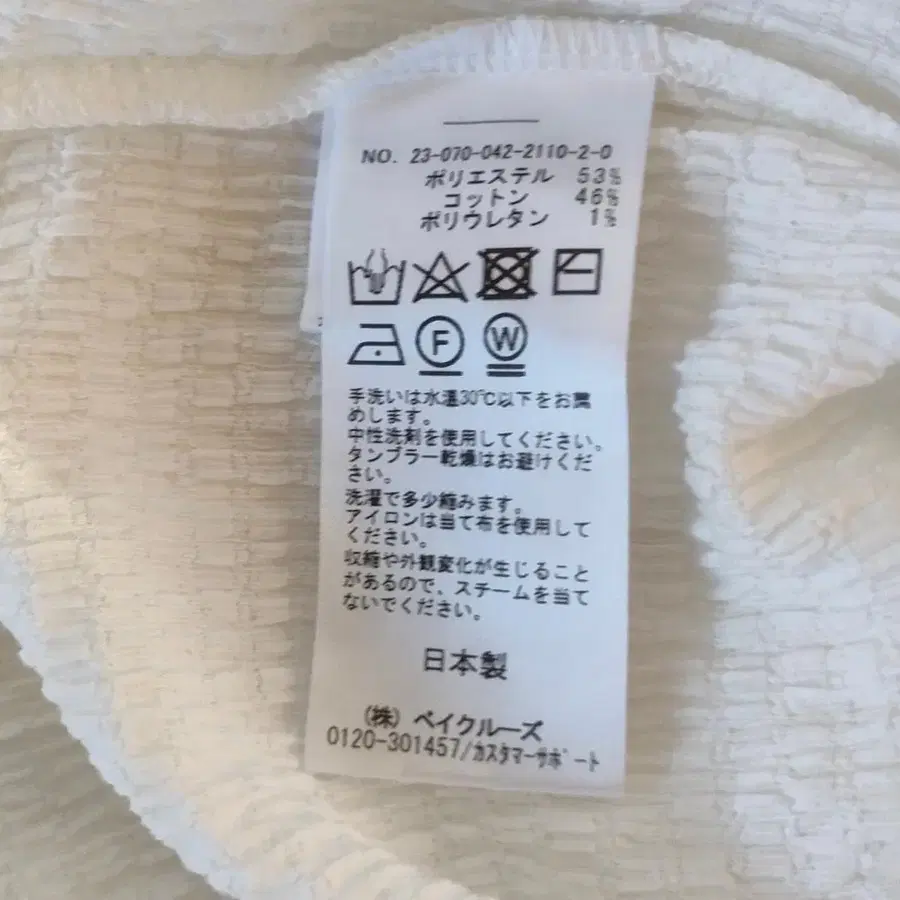 NO. 23-070-042-2110-2-0
ポリエステル 53%
コットン 46%
ポリウレタン 1%
F
W
手洗いは水温30℃以下をお薦
めします。
中性洗剤を使用してください。
タンブラー乾燥はお避けくだ
さい。
洗濯で多少縮みます。
アイロンは当て布を使用して
ください。
収縮や外観変化が生じること
があるので、スチームを当て
ないでください。
日本製
(株) ベイクルーズ
0120-301457/カスタマーサポート